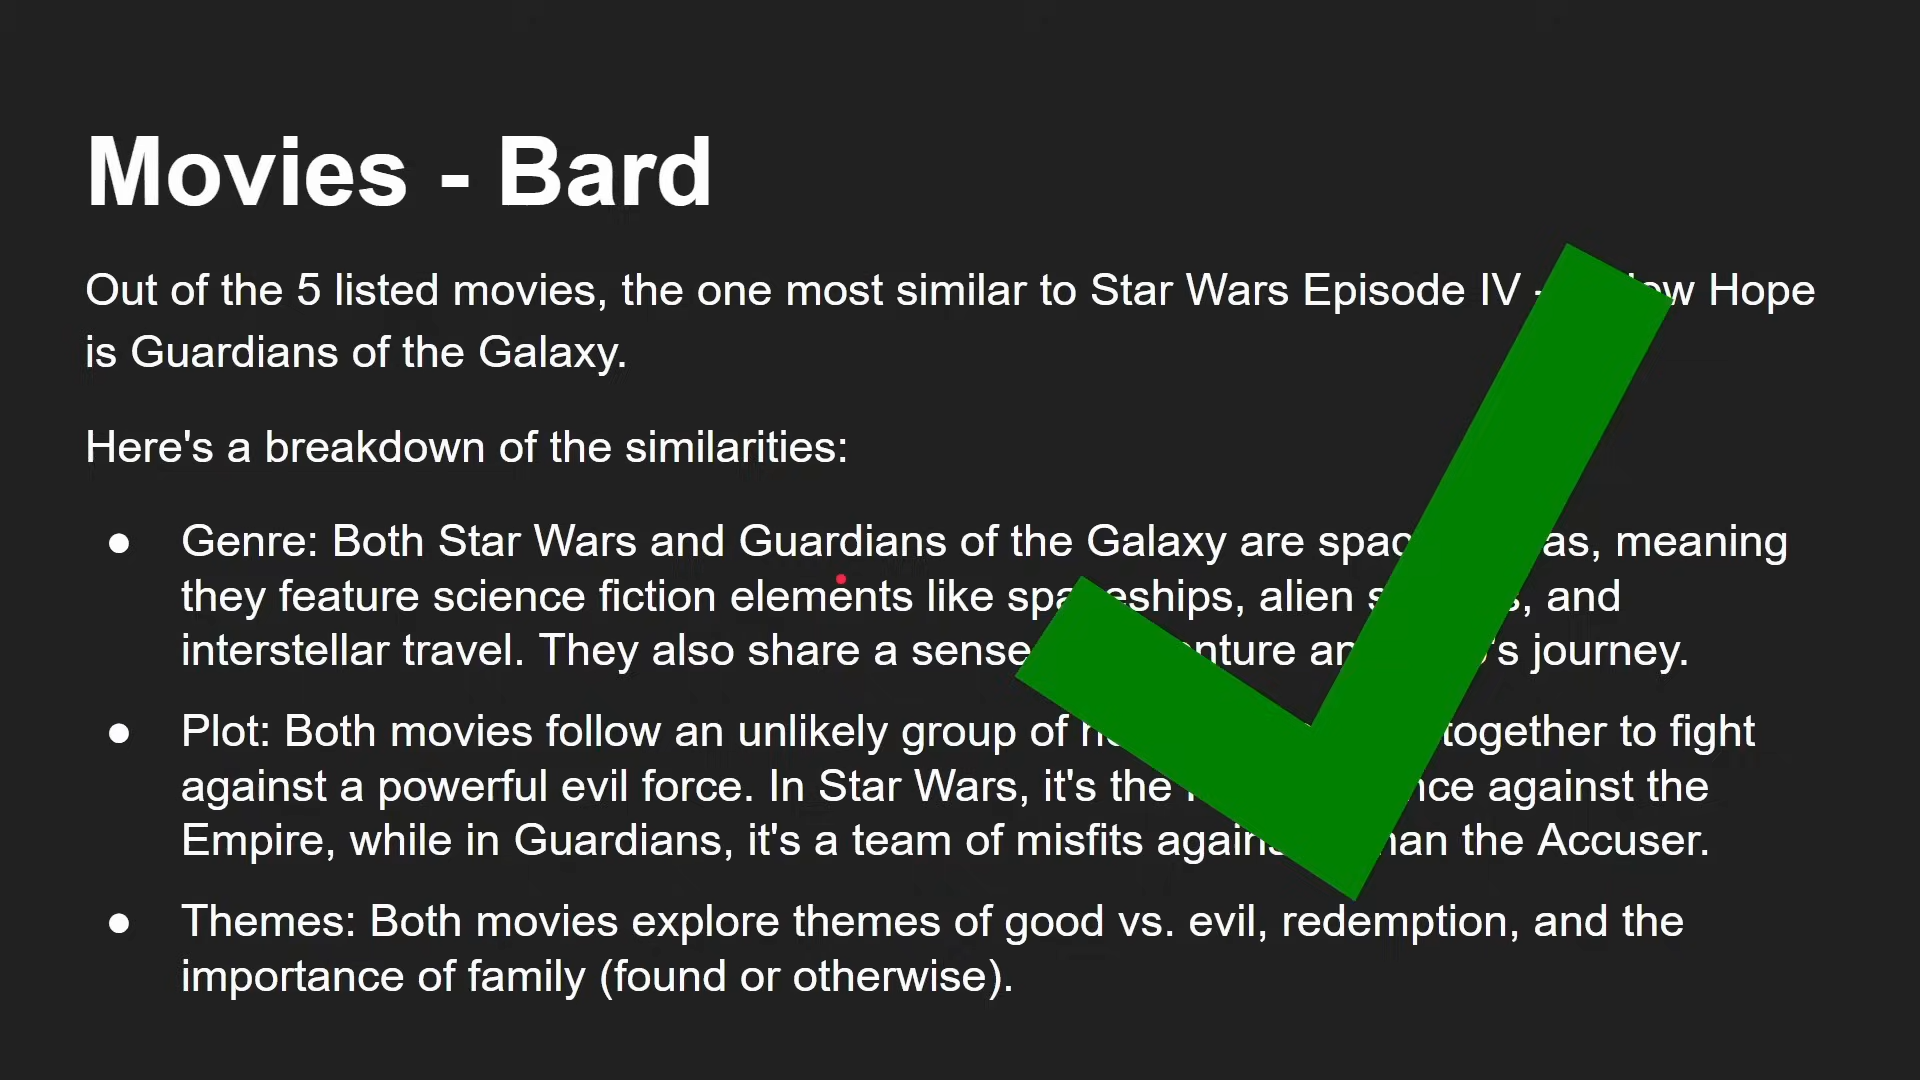 Movies - Bard
Out of the 5 listed movies, the one most similar to Star Wars Episode IV - Hope
is Guardians of the Galaxy.
Here's a breakdown of the similarities:
● Genre: Both Star Wars and Guardians of the Galaxy are meaning
they feature science fiction elements like spaceships, alien and
interstellar travel. They also share a sense journey.
● Plot: Both movies follow an unlikely group of together to fight
against a powerful evil force. In Star Wars, it's the against the
Empire, while in Guardians, it's a team of misfits against the Accuser.
● Themes: Both movies explore themes of good vs. evil, redemption, and the
importance of family (found or otherwise).